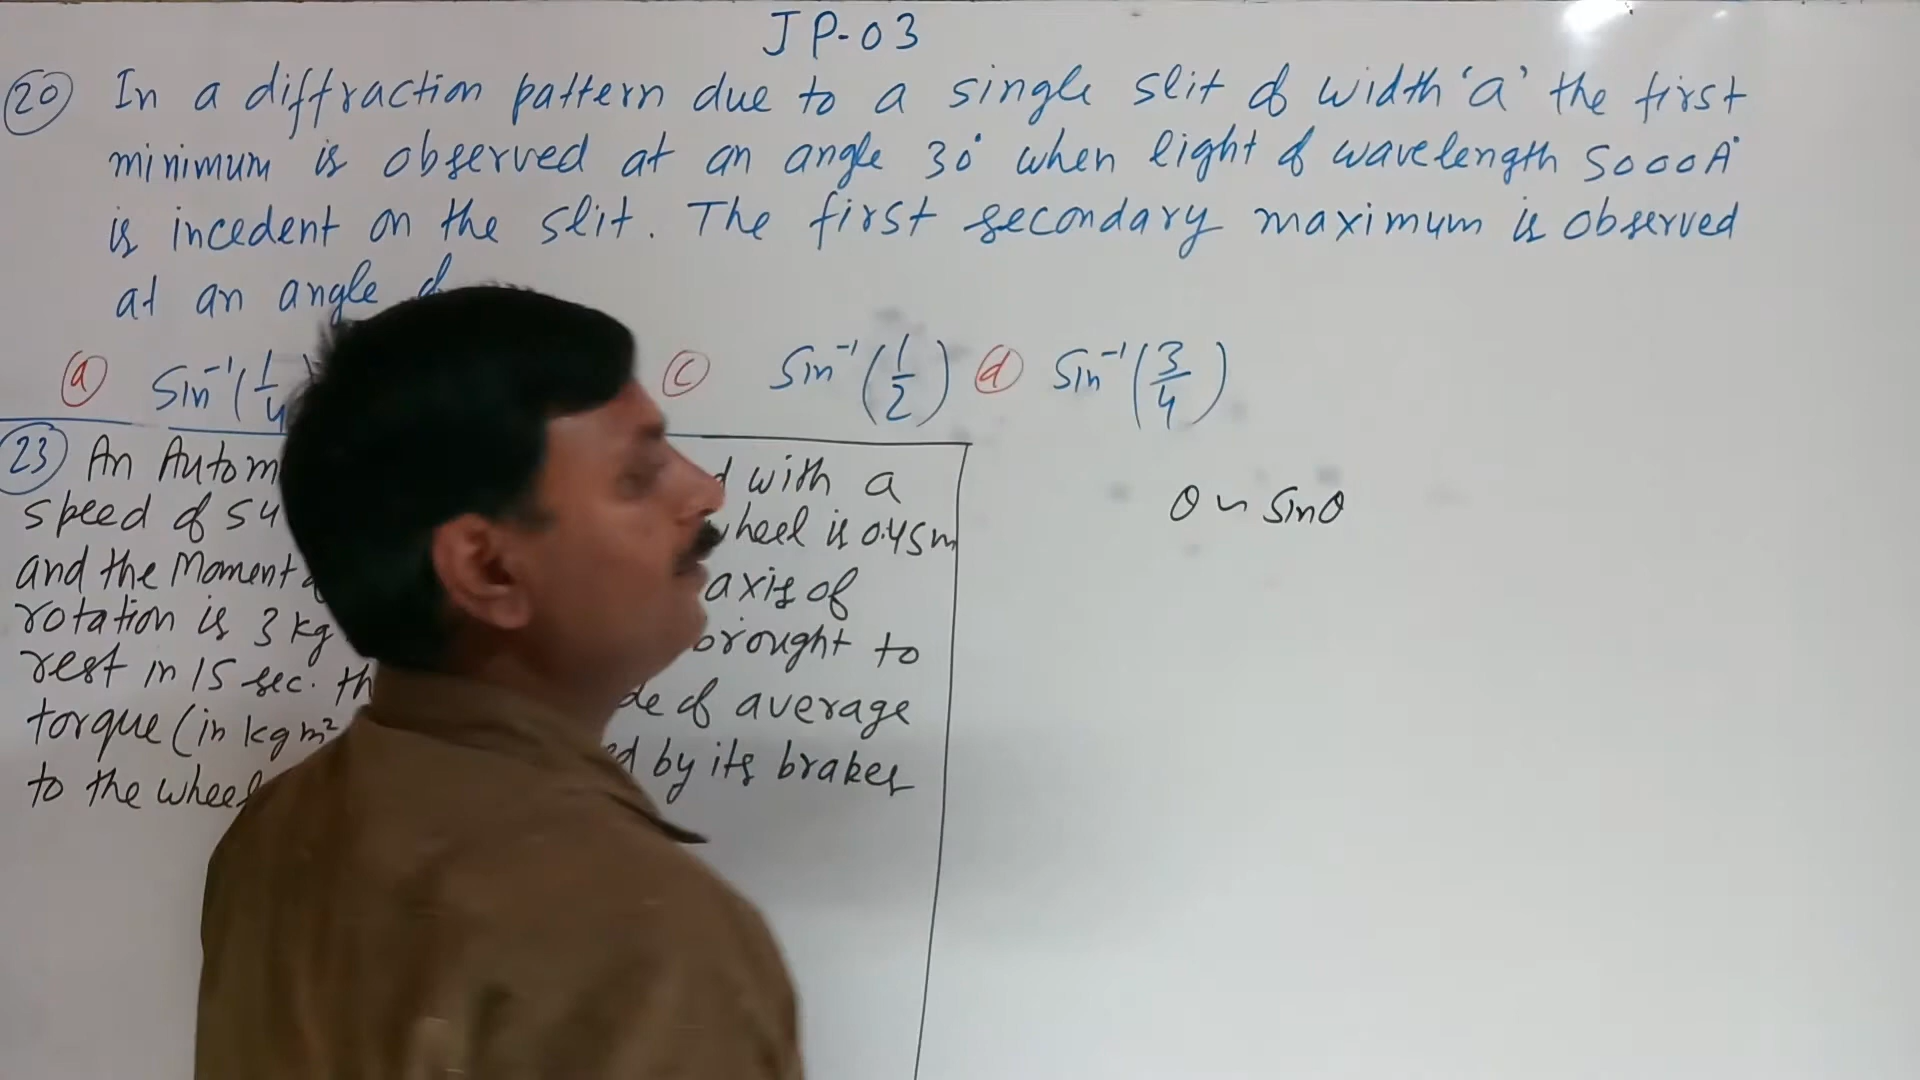 JP-03
20 In a diffraction pattern due to a single slit of width 'a' the first
minimum is observed at an angle 30° when light of wavelength 5000A°
is incedent on the slit. The first secondary maximum is observed
at an angle of
a Sin⁻¹(1/4 c Sin⁻¹(1/2) d Sin⁻¹(3/4)
23 An Autom with a
speed of 54 wheel is 0.45m
and the Moment axis of
rotation is 3 kg brought to
rest in 15 sec. th of average
torque (in kg m² by its brakes
to the wheel
θ ~ Sinθ